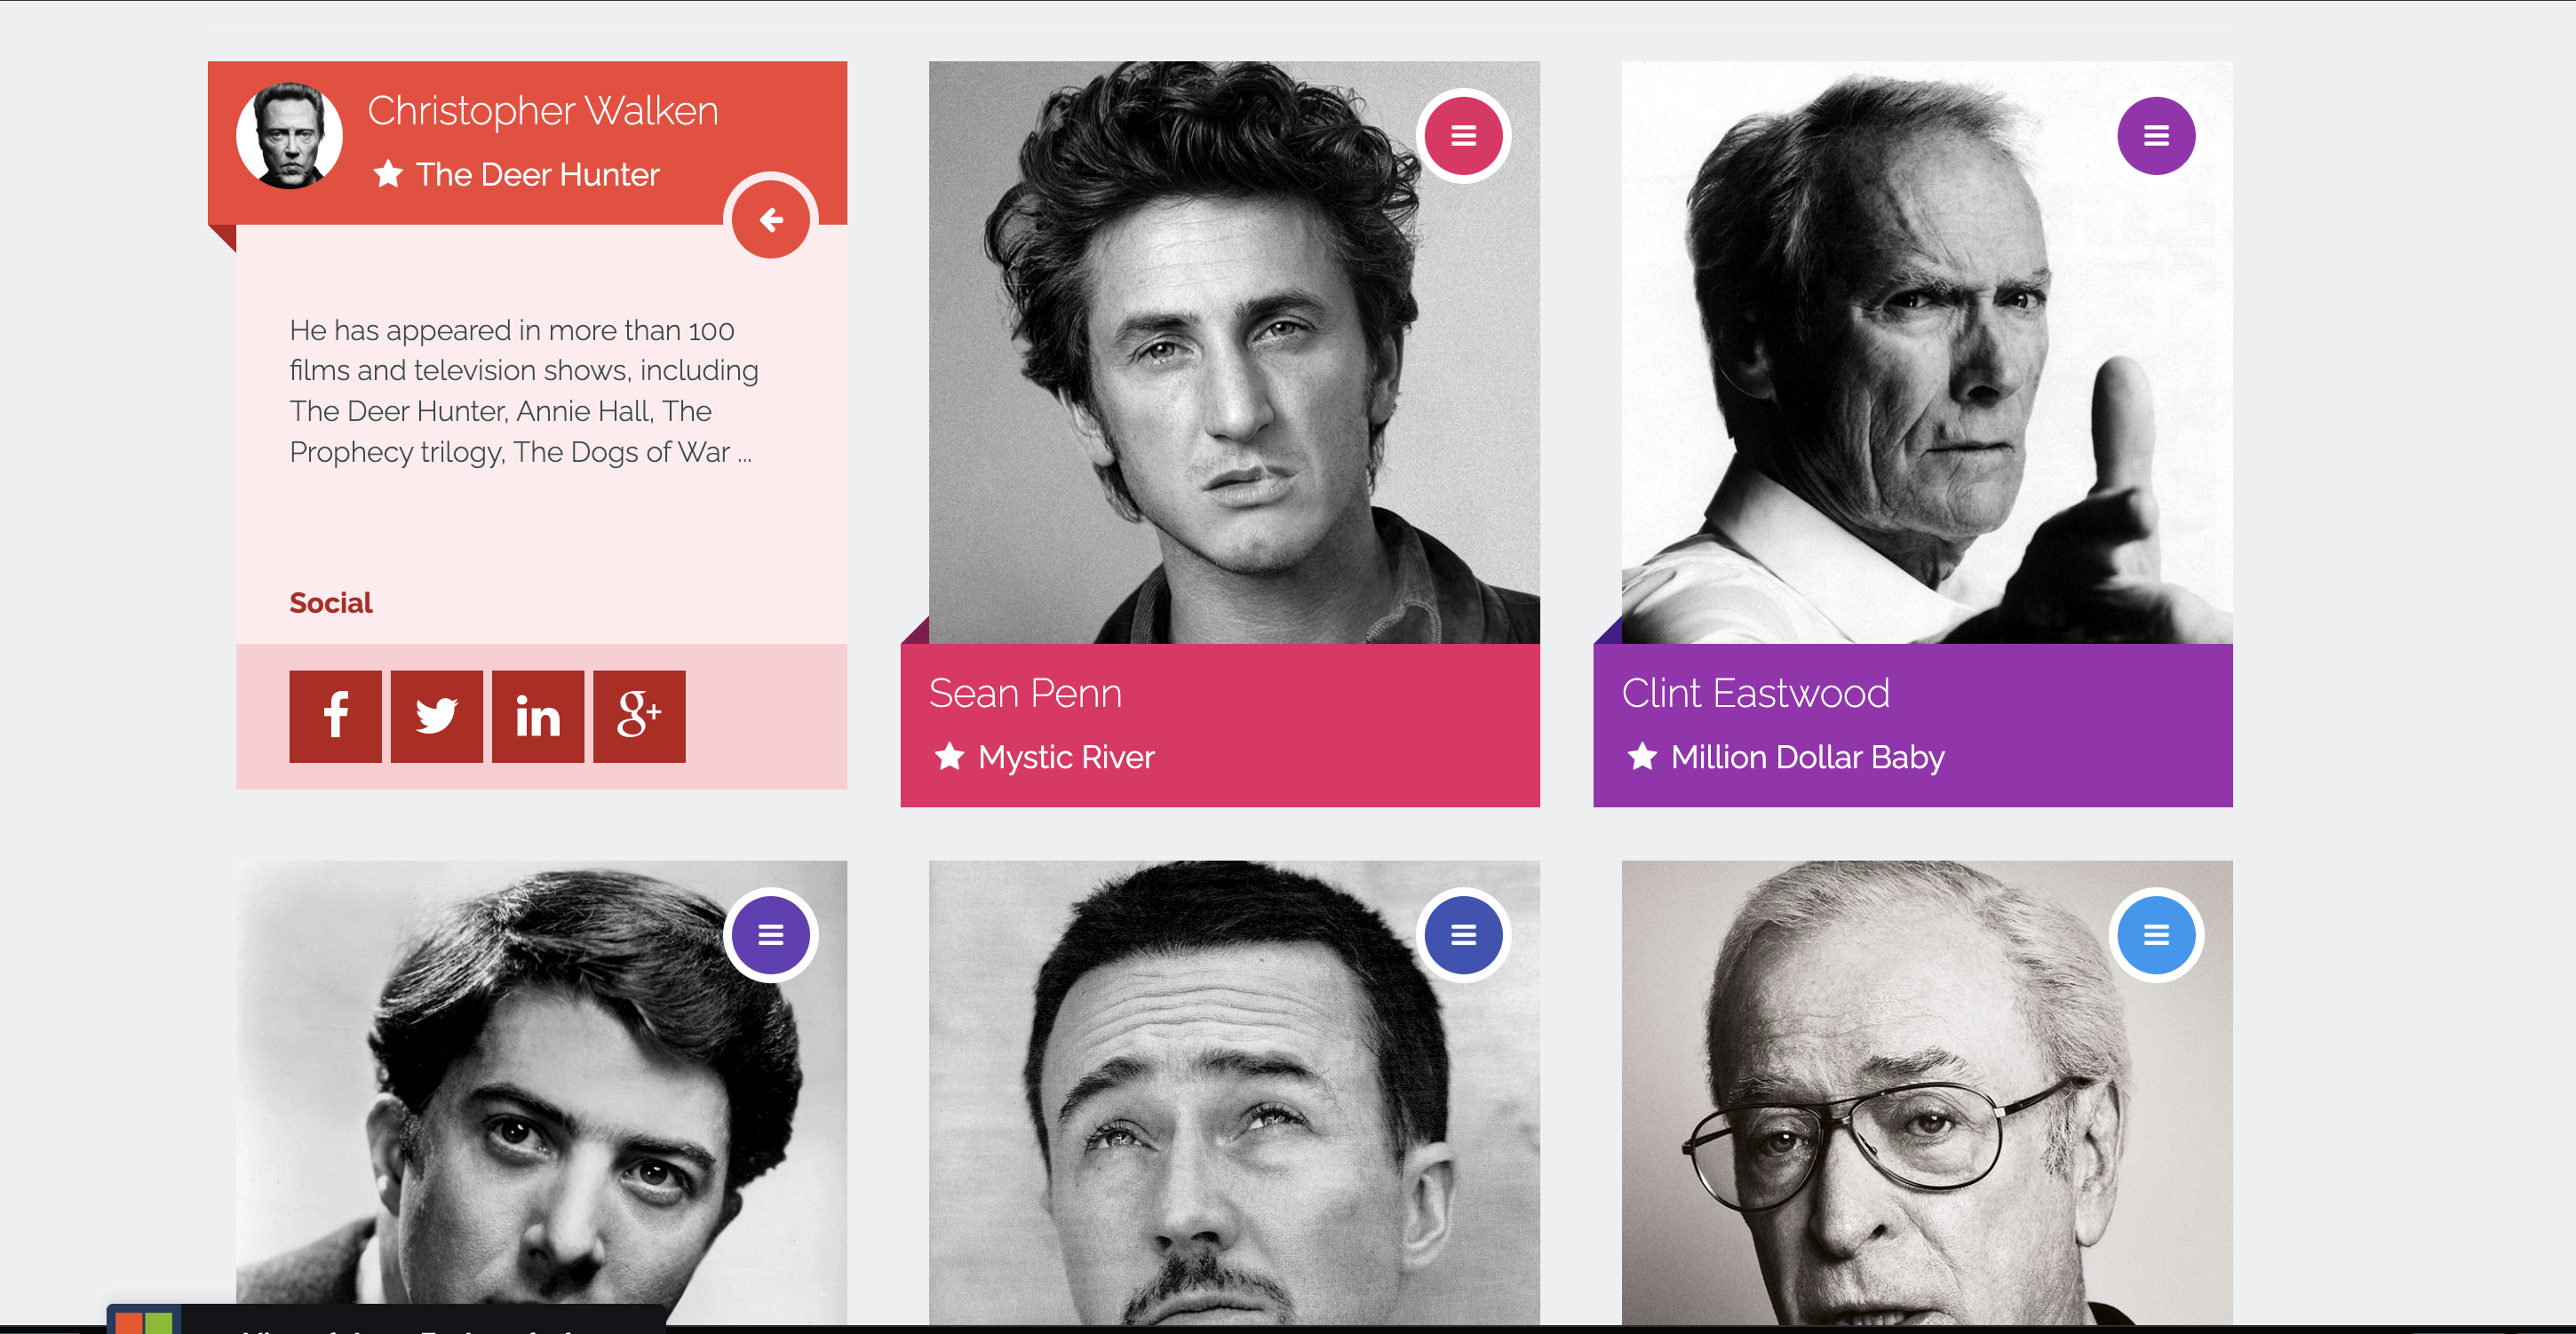 Christopher Walken
The Deer Hunter
He has appeared in more than 100
films and television shows, including
The Deer Hunter, Annie Hall, The
Prophecy trilogy, The Dogs of War ...
Social
f in g+
Sean Penn
Mystic River
Clint Eastwood
Million Dollar Baby